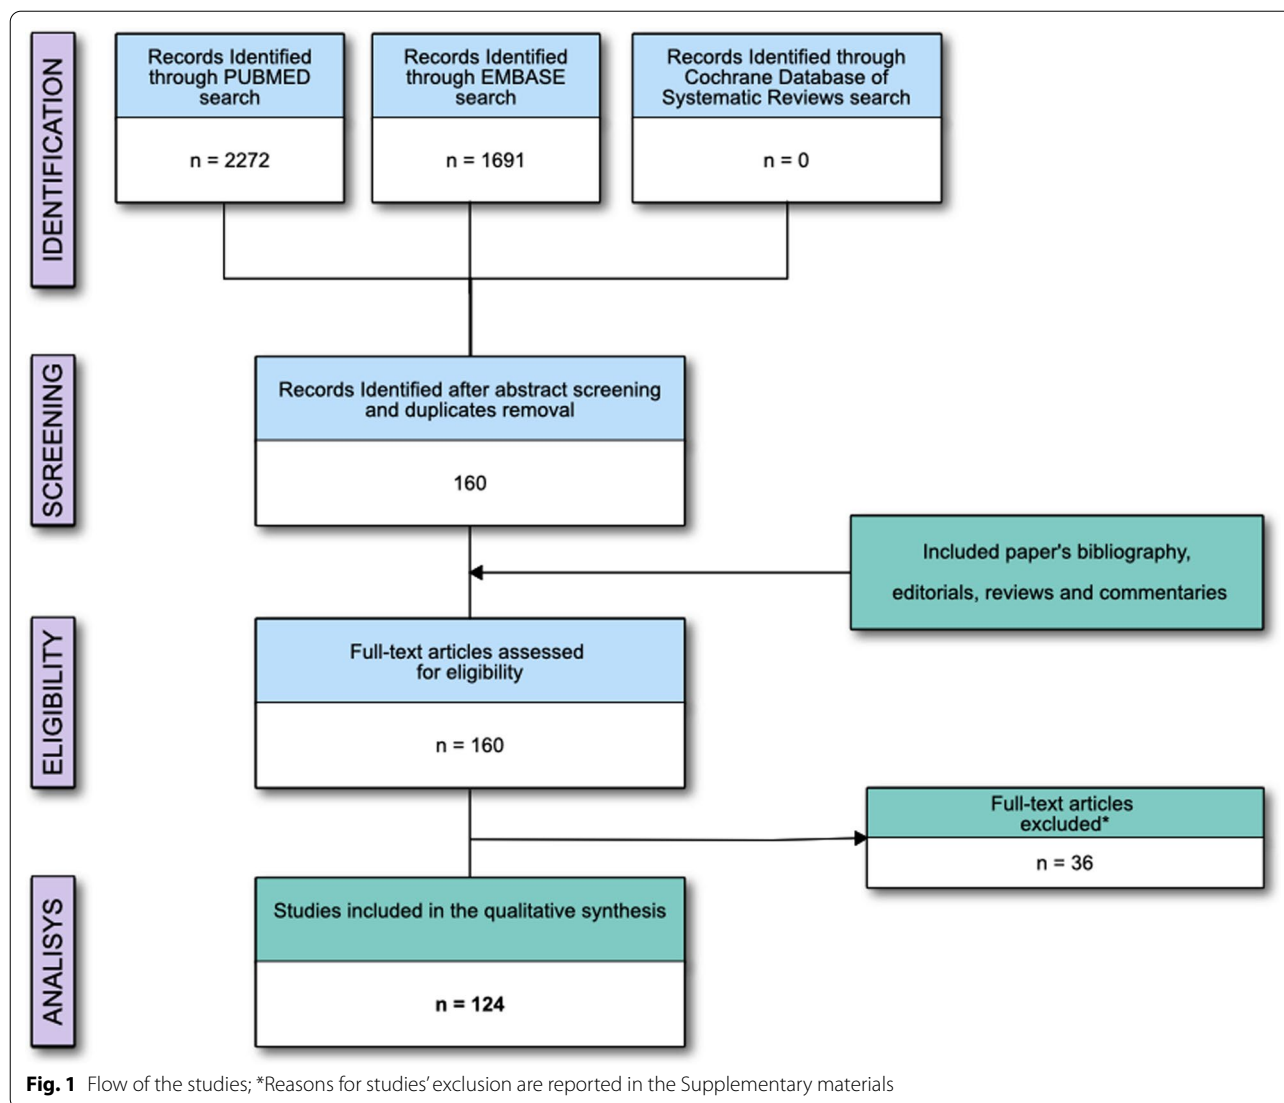 IDENTIFICATION
Records Identified
through PUBMED
search
n = 2272
Records Identified
through EMBASE
search
n = 1691
Records Identified through
Cochrane Database of
Systematic Reviews search
n = 0
SCREENING
Records Identified after abstract screening
and duplicates removal
160
Included paper's bibliography,
editorials, reviews and commentaries
ELIGIBILITY
Full-text articles assessed
for eligibility
n = 160
Full-text articles
excluded*
n = 36
ANALISYS
Studies included in the qualitative synthesis
n = 124
Fig. 1 Flow of the studies; *Reasons for studies' exclusion are reported in the Supplementary materials